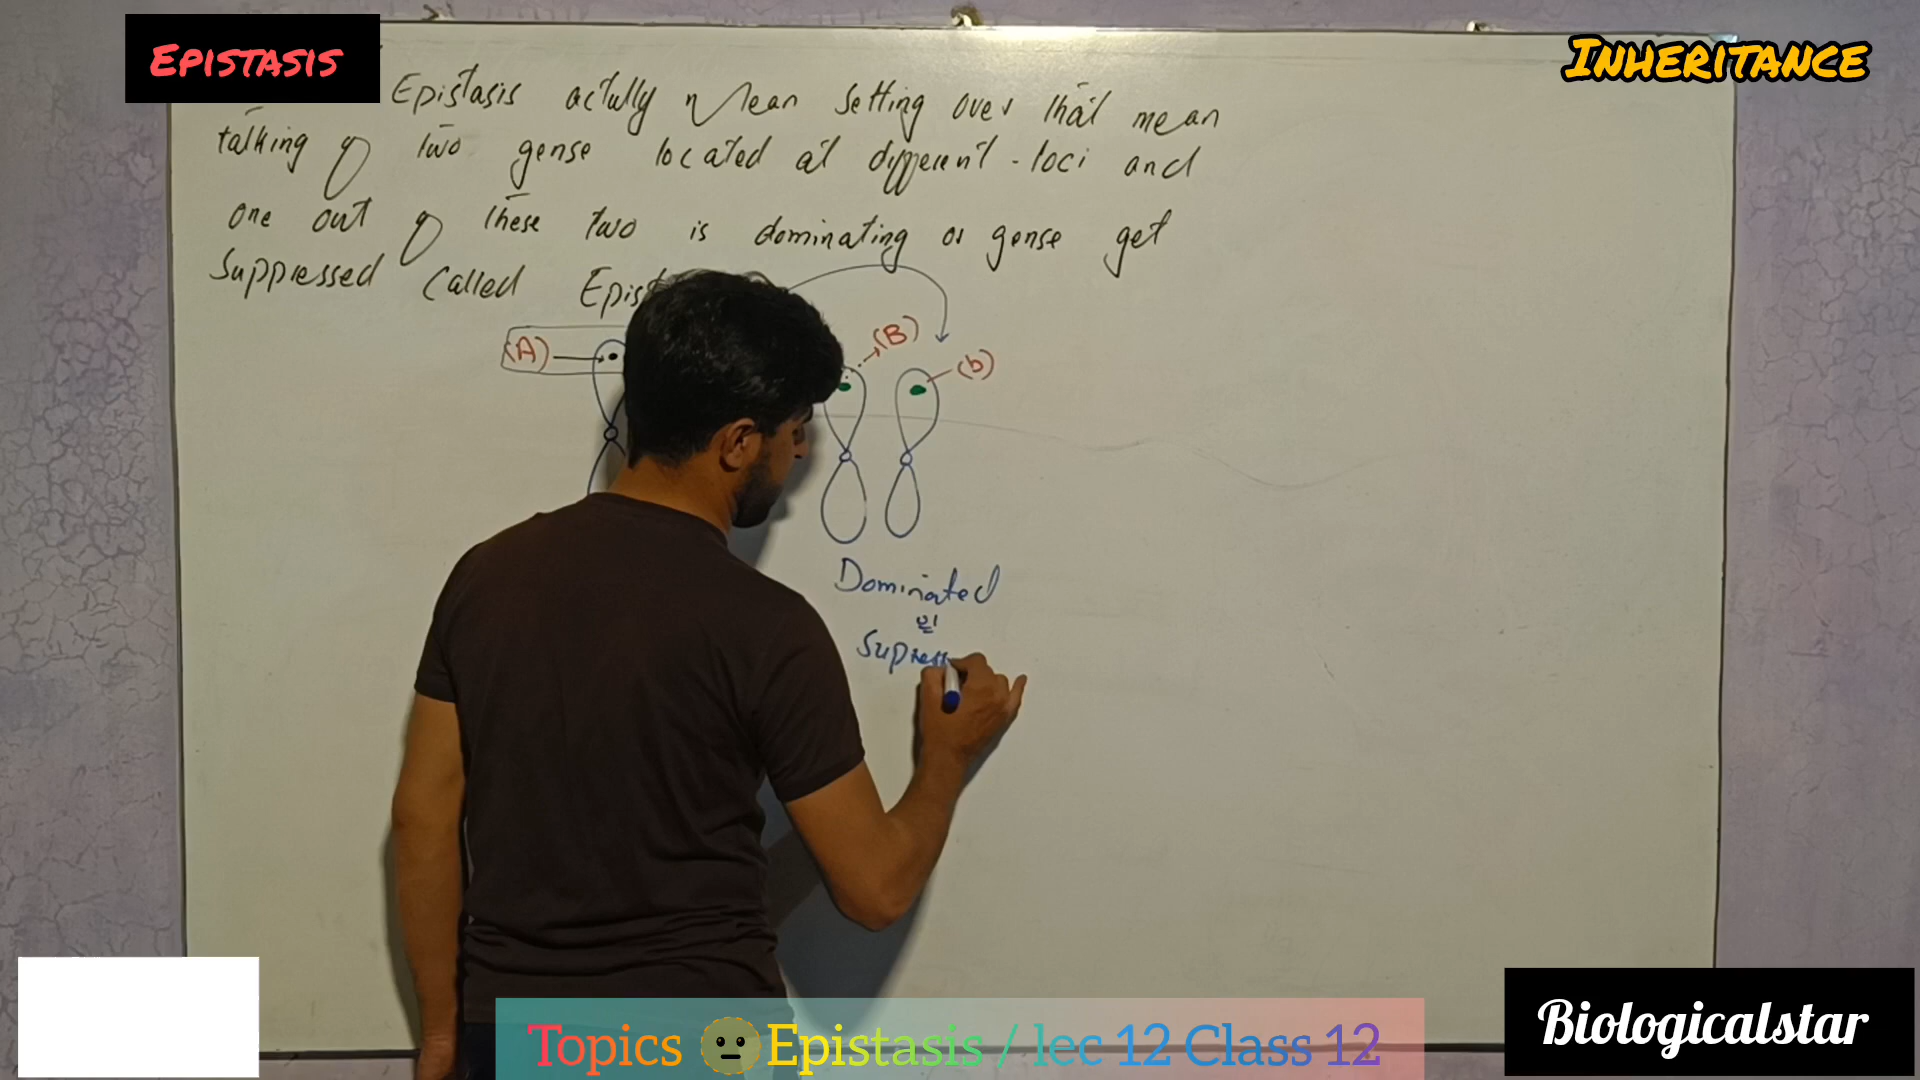 EPISTASIS
INHERITANCE
Epistasis actully Mean Setting over that mean
talking of two gense located at different loci and
one out of these two is dominating or gense get
Suppressed Called Epist
(A)
(B)
(b)
Dominated
or
Supress
Topics Epistasis / lec 12 Class 12
Biologicalstar